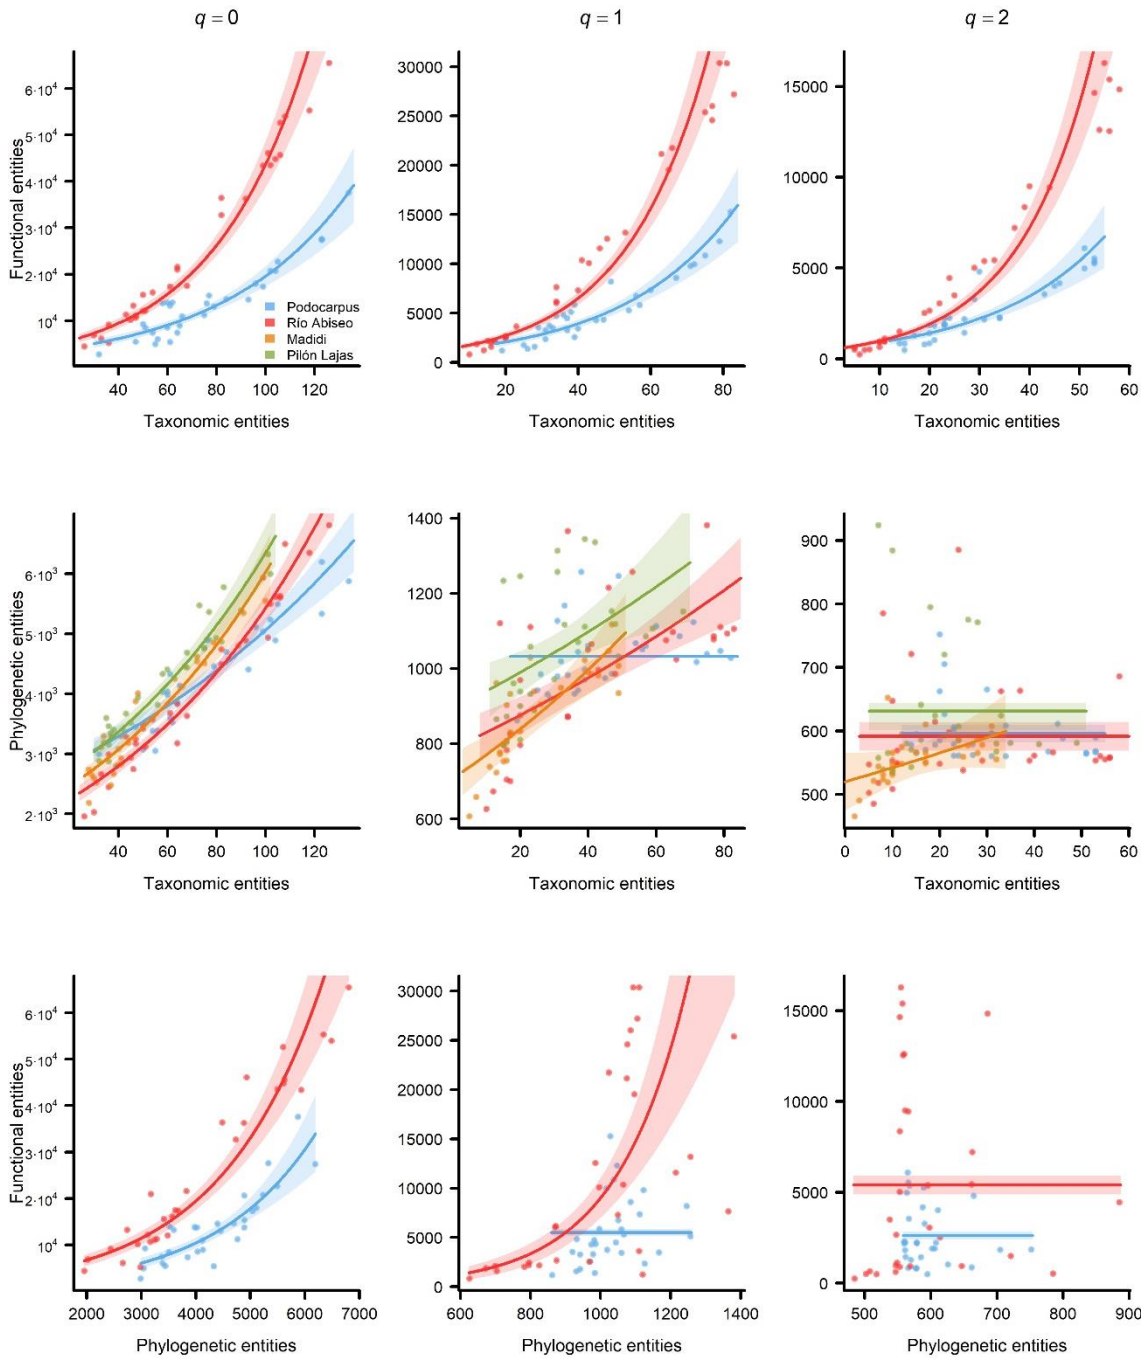 q = 0 q = 1 q = 2
Functional entities
6·10⁴
5·10⁴
4·10⁴
3·10⁴
2·10⁴
10⁴
40 60 80 100 120
Taxonomic entities
Podocarpus
Río Abiseo
Madidi
Pilón Lajas
30000
25000
20000
15000
10000
5000
0
20 40 60 80
Taxonomic entities
15000
10000
5000
0
10 20 30 40 50 60
Taxonomic entities
Phylogenetic entities
6·10³
5·10³
4·10³
3·10³
2·10³
40 60 80 100 120
Taxonomic entities
1400
1200
1000
800
600
20 40 60 80
Taxonomic entities
900
800
700
600
500
0 10 20 30 40 50 60
Taxonomic entities
Functional entities
6·10⁴
5·10⁴
4·10⁴
3·10⁴
2·10⁴
10⁴
2000 3000 4000 5000 6000 7000
Phylogenetic entities
30000
25000
20000
15000
10000
5000
0
600 800 1000 1200 1400
Phylogenetic entities
15000
10000
5000
0
500 600 700 800 900
Phylogenetic entities